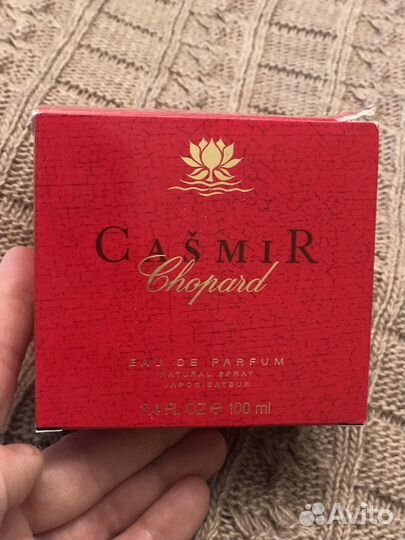 CAŠMIR
Chopard
EAU DE PARFUM
NATURAL SPRAY
VAPORISATEUR
3.4 FL OZ e 100 ml
Avito